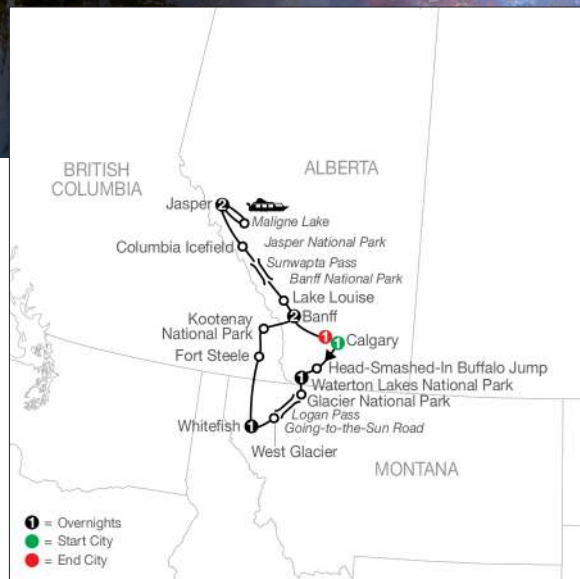 BRITISH
COLUMBIA
ALBERTA
Jasper
2
Maligne Lake
Columbia Icefield
Jasper National Park
Sunwapta Pass
Banff National Park
Lake Louise
2
Banff
Kootenay
National Park
1
1
Calgary
Fort Steele
Head-Smashed-In Buffalo Jump
1
Waterton Lakes National Park
Glacier National Park
Logan Pass
Whitefish
1
Going-to-the-Sun Road
West Glacier
MONTANA
1 = Overnights
= Start City
= End City